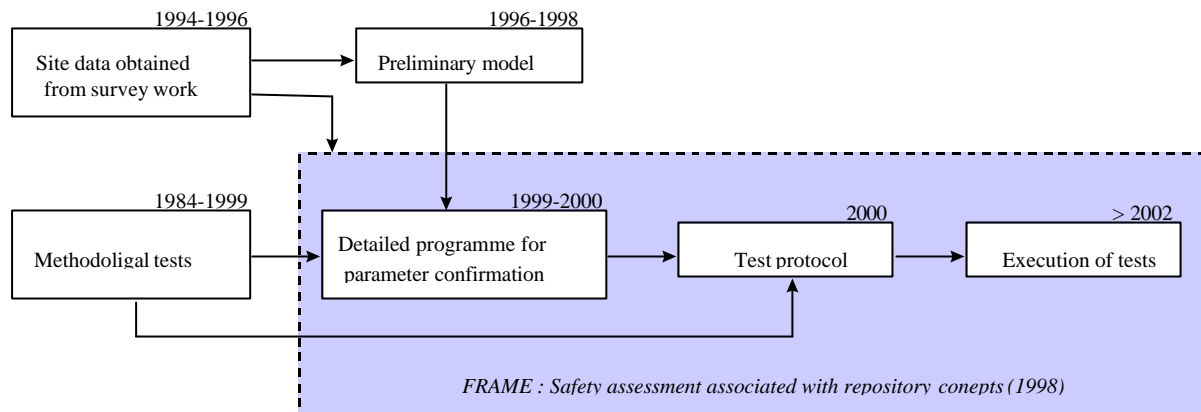 1994-1996
Site data obtained
from survey work
1996-1998
Preliminary model
1984-1999
Methodoligal tests
1999-2000
Detailed programme for
parameter confirmation
2000
Test protocol
> 2002
Execution of tests
FRAME : Safety assessment associated with repository conepts (1998)